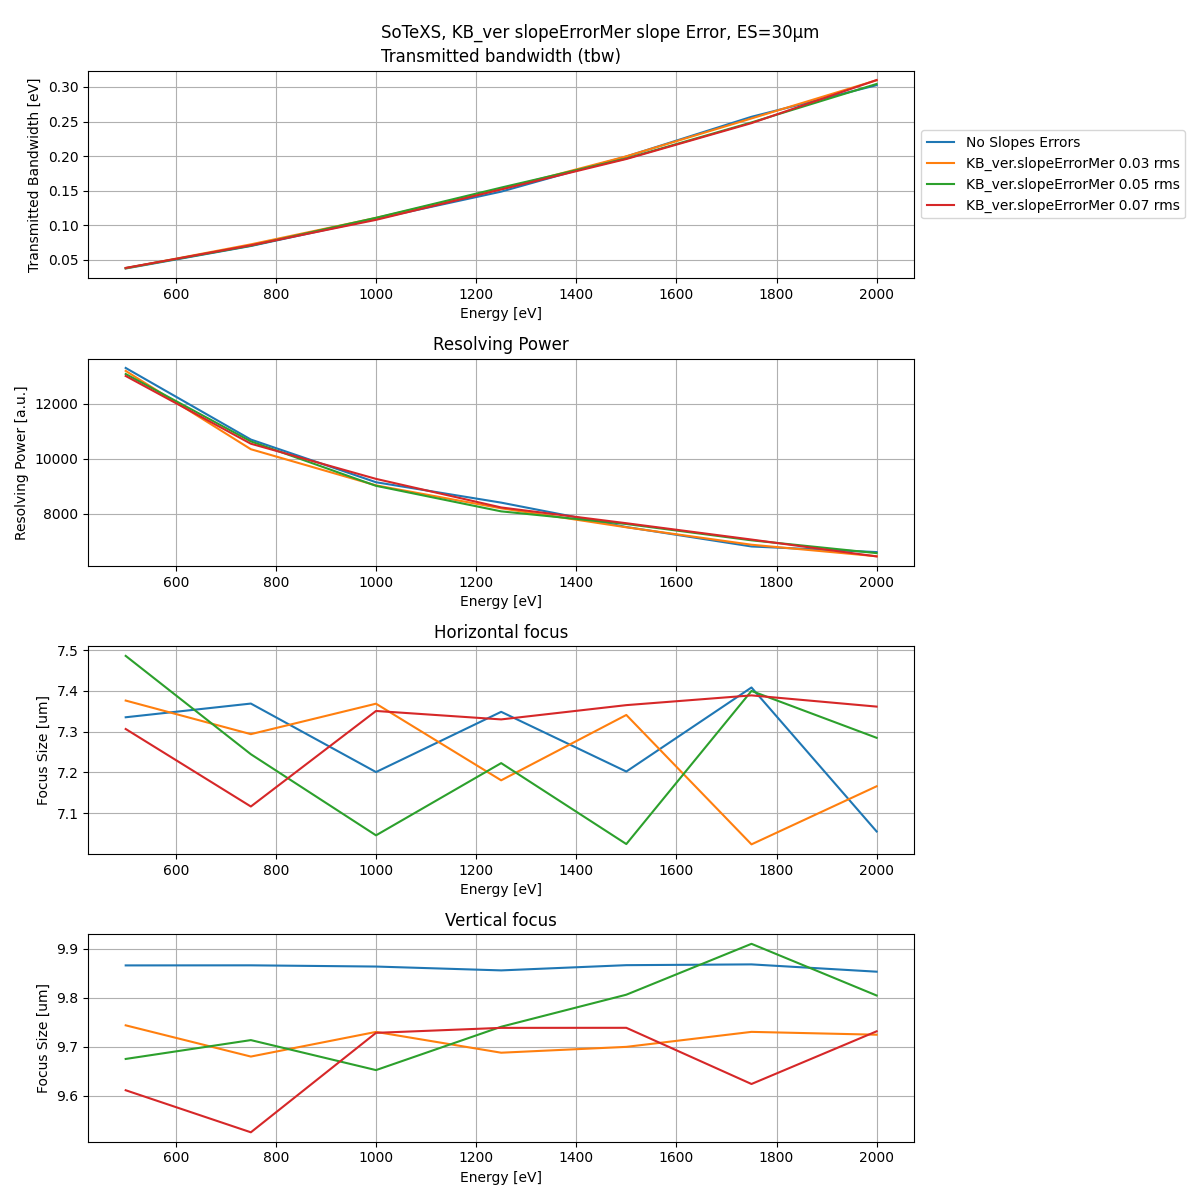 SoTeXS, KB_ver slopeErrorMer slope Error, ES=30µm
Transmitted bandwidth (tbw)
0.30
0.25
0.20
0.15
0.10
0.05
Transmitted Bandwidth [eV]
600 800 1000 1200 1400 1600 1800 2000
Energy [eV]
No Slopes Errors
KB_ver.slopeErrorMer 0.03 rms
KB_ver.slopeErrorMer 0.05 rms
KB_ver.slopeErrorMer 0.07 rms
Resolving Power
12000
10000
8000
Resolving Power [a.u.]
600 800 1000 1200 1400 1600 1800 2000
Energy [eV]
Horizontal focus
7.5
7.4
7.3
7.2
7.1
Focus Size [um]
600 800 1000 1200 1400 1600 1800 2000
Energy [eV]
Vertical focus
9.9
9.8
9.7
9.6
Focus Size [um]
600 800 1000 1200 1400 1600 1800 2000
Energy [eV]